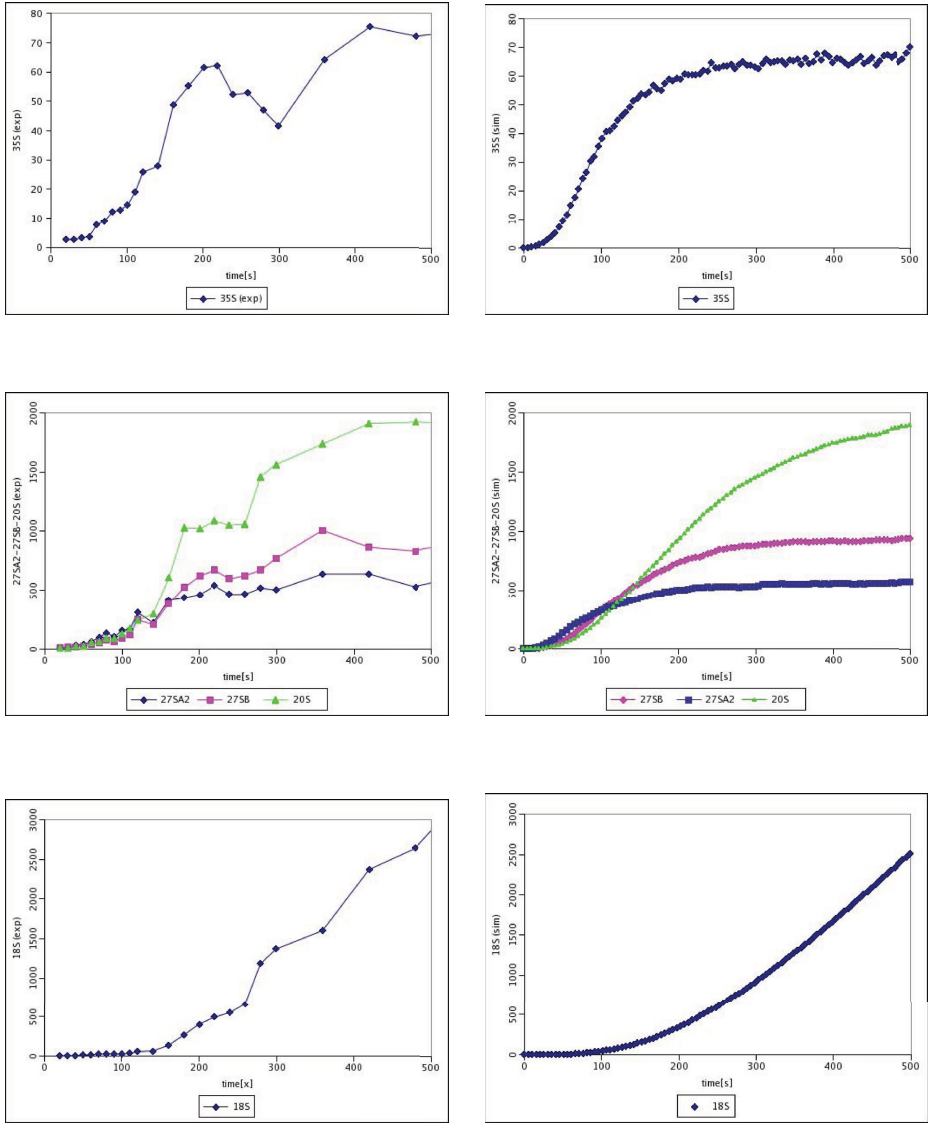 35S (exp)
80
70
60
50
40
30
20
10
0
0 100 200 300 400 500
time[s]
35S (exp)
35S (sim)
80
70
60
50
40
30
20
10
0
0 100 200 300 400 500
time[s]
35S
27SA2-27SB-20S (exp)
2000
1500
1000
500
0
0 100 200 300 400 500
time[s]
27SA2 27SB 20S
27SA2-27SB-20S (sim)
2000
1500
1000
500
0
0 100 200 300 400 500
time[s]
27SB 27SA2 20S
18S (exp)
3000
2500
2000
1500
1000
500
0
0 100 200 300 400 500
time[x]
18S
18S (sim)
3000
2500
2000
1500
1000
500
0
0 100 200 300 400 500
time[s]
18S